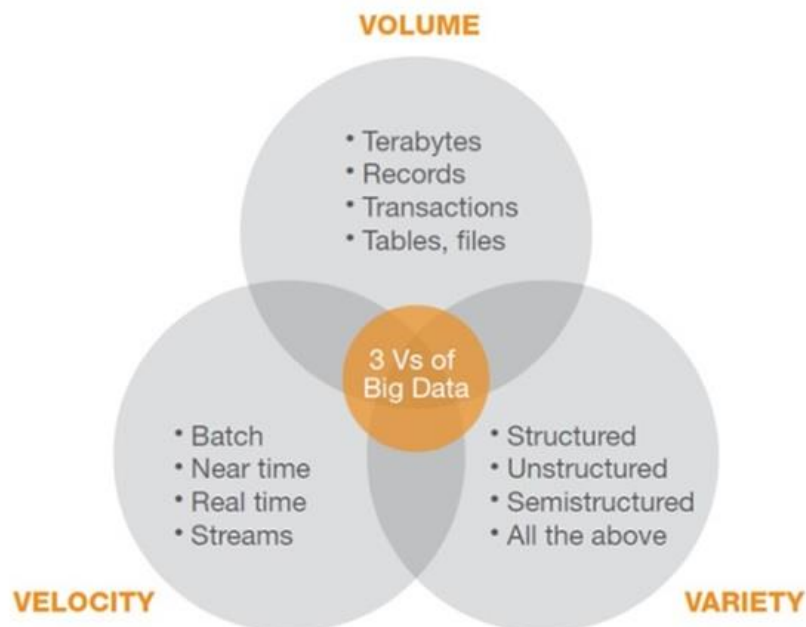 VOLUME
• Terabytes
• Records
• Transactions
• Tables, files
3 Vs of
Big Data
• Batch
• Near time
• Real time
• Streams
• Structured
• Unstructured
• Semistructured
• All the above
VELOCITY
VARIETY